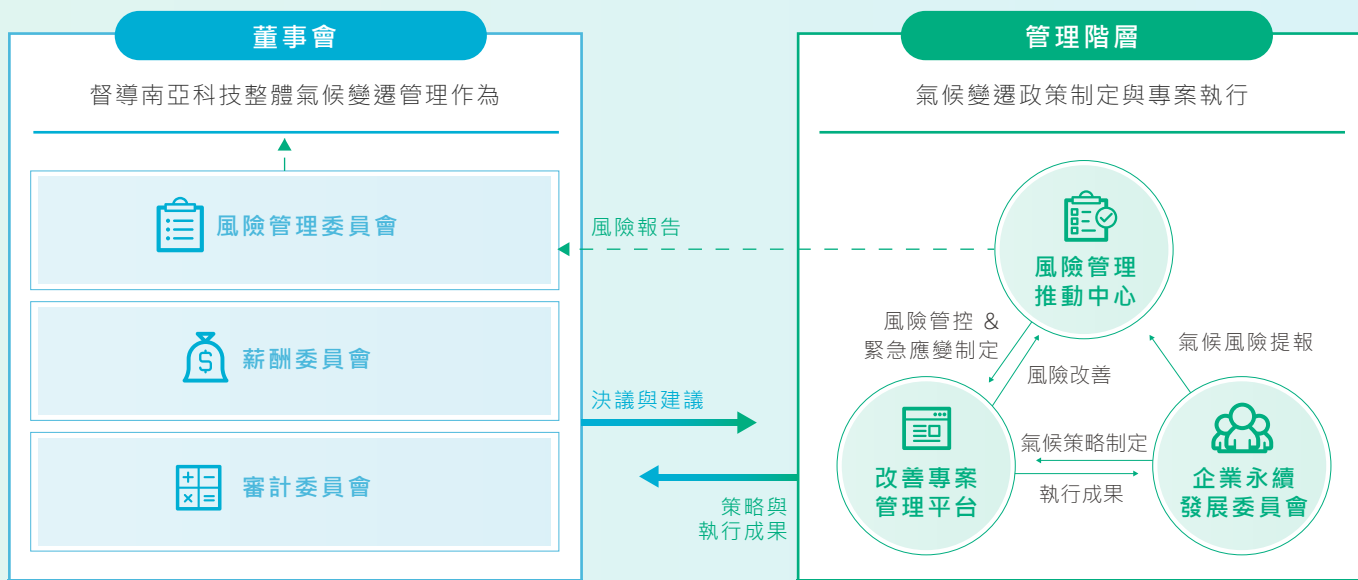 董事會
督導南亞科技整體氣候變遷管理作為
風險管理委員會
薪酬委員會
審計委員會
風險報告
決議與建議
策略與
執行成果
管理階層
氣候變遷政策制定與專案執行
風險管理
推動中心
風險管控 &
緊急應變制定
風險改善
氣候風險提報
改善專案
管理平台
氣候策略制定
執行成果
企業永續
發展委員會